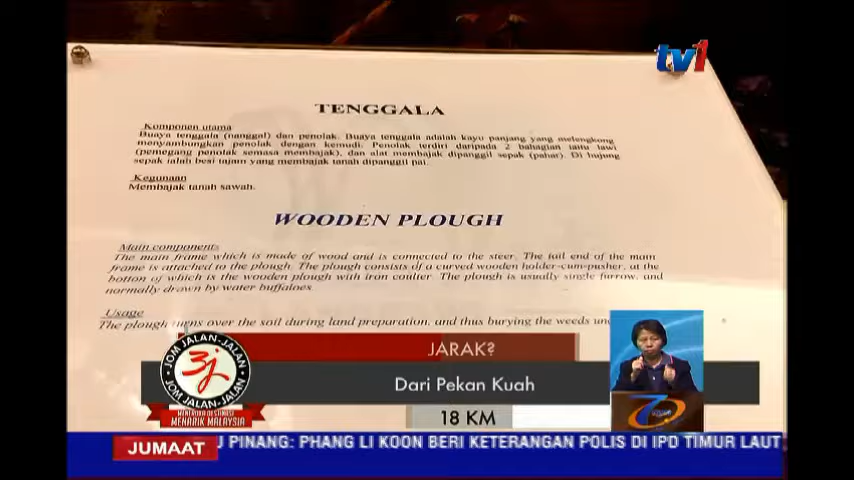 tv1
TENGGALA
Komponen utama
Buaya tenggala (nanggal) dan penolak. Buaya tenggala adalah kayu panjang yang melengkong
menyambungkan penolak dengan kemudi. Penolak terdiri daripada 2 bahagian iaitu lawi
(pemegang penolak semasa membajak), dan alat membajak dipanggil sepak (pahar). Di hujung
sepak ialah besi tajam yang membajak tanah dipanggil pai.
Kegunaan
Membajak tanah sawah.
WOODEN PLOUGH
Main components
The main frame which is made of wood and is connected to the steer. The tail end of the main
frame is attached to the plough. The plough consists of a curved wooden holder-cum-pusher, at the
botton of which is the wooden plough with iron coulter. The plough is usually single furrow, and
normally drawn by water buffaloes
Usage
The plough turns over the soil during land preparation, and thus burying the weeds
JARAK?
Dari Pekan Kuah
18 KM
JOM JALAN-JALAN
3j
JOM JALAN-JALAN
MENEROKA DESTINASI
MENARIK MALAYSIA
7
JUMAAT
J PINANG: PHANG LI KOON BERI KETERANGAN POLIS DI IPD TIMUR LAUT